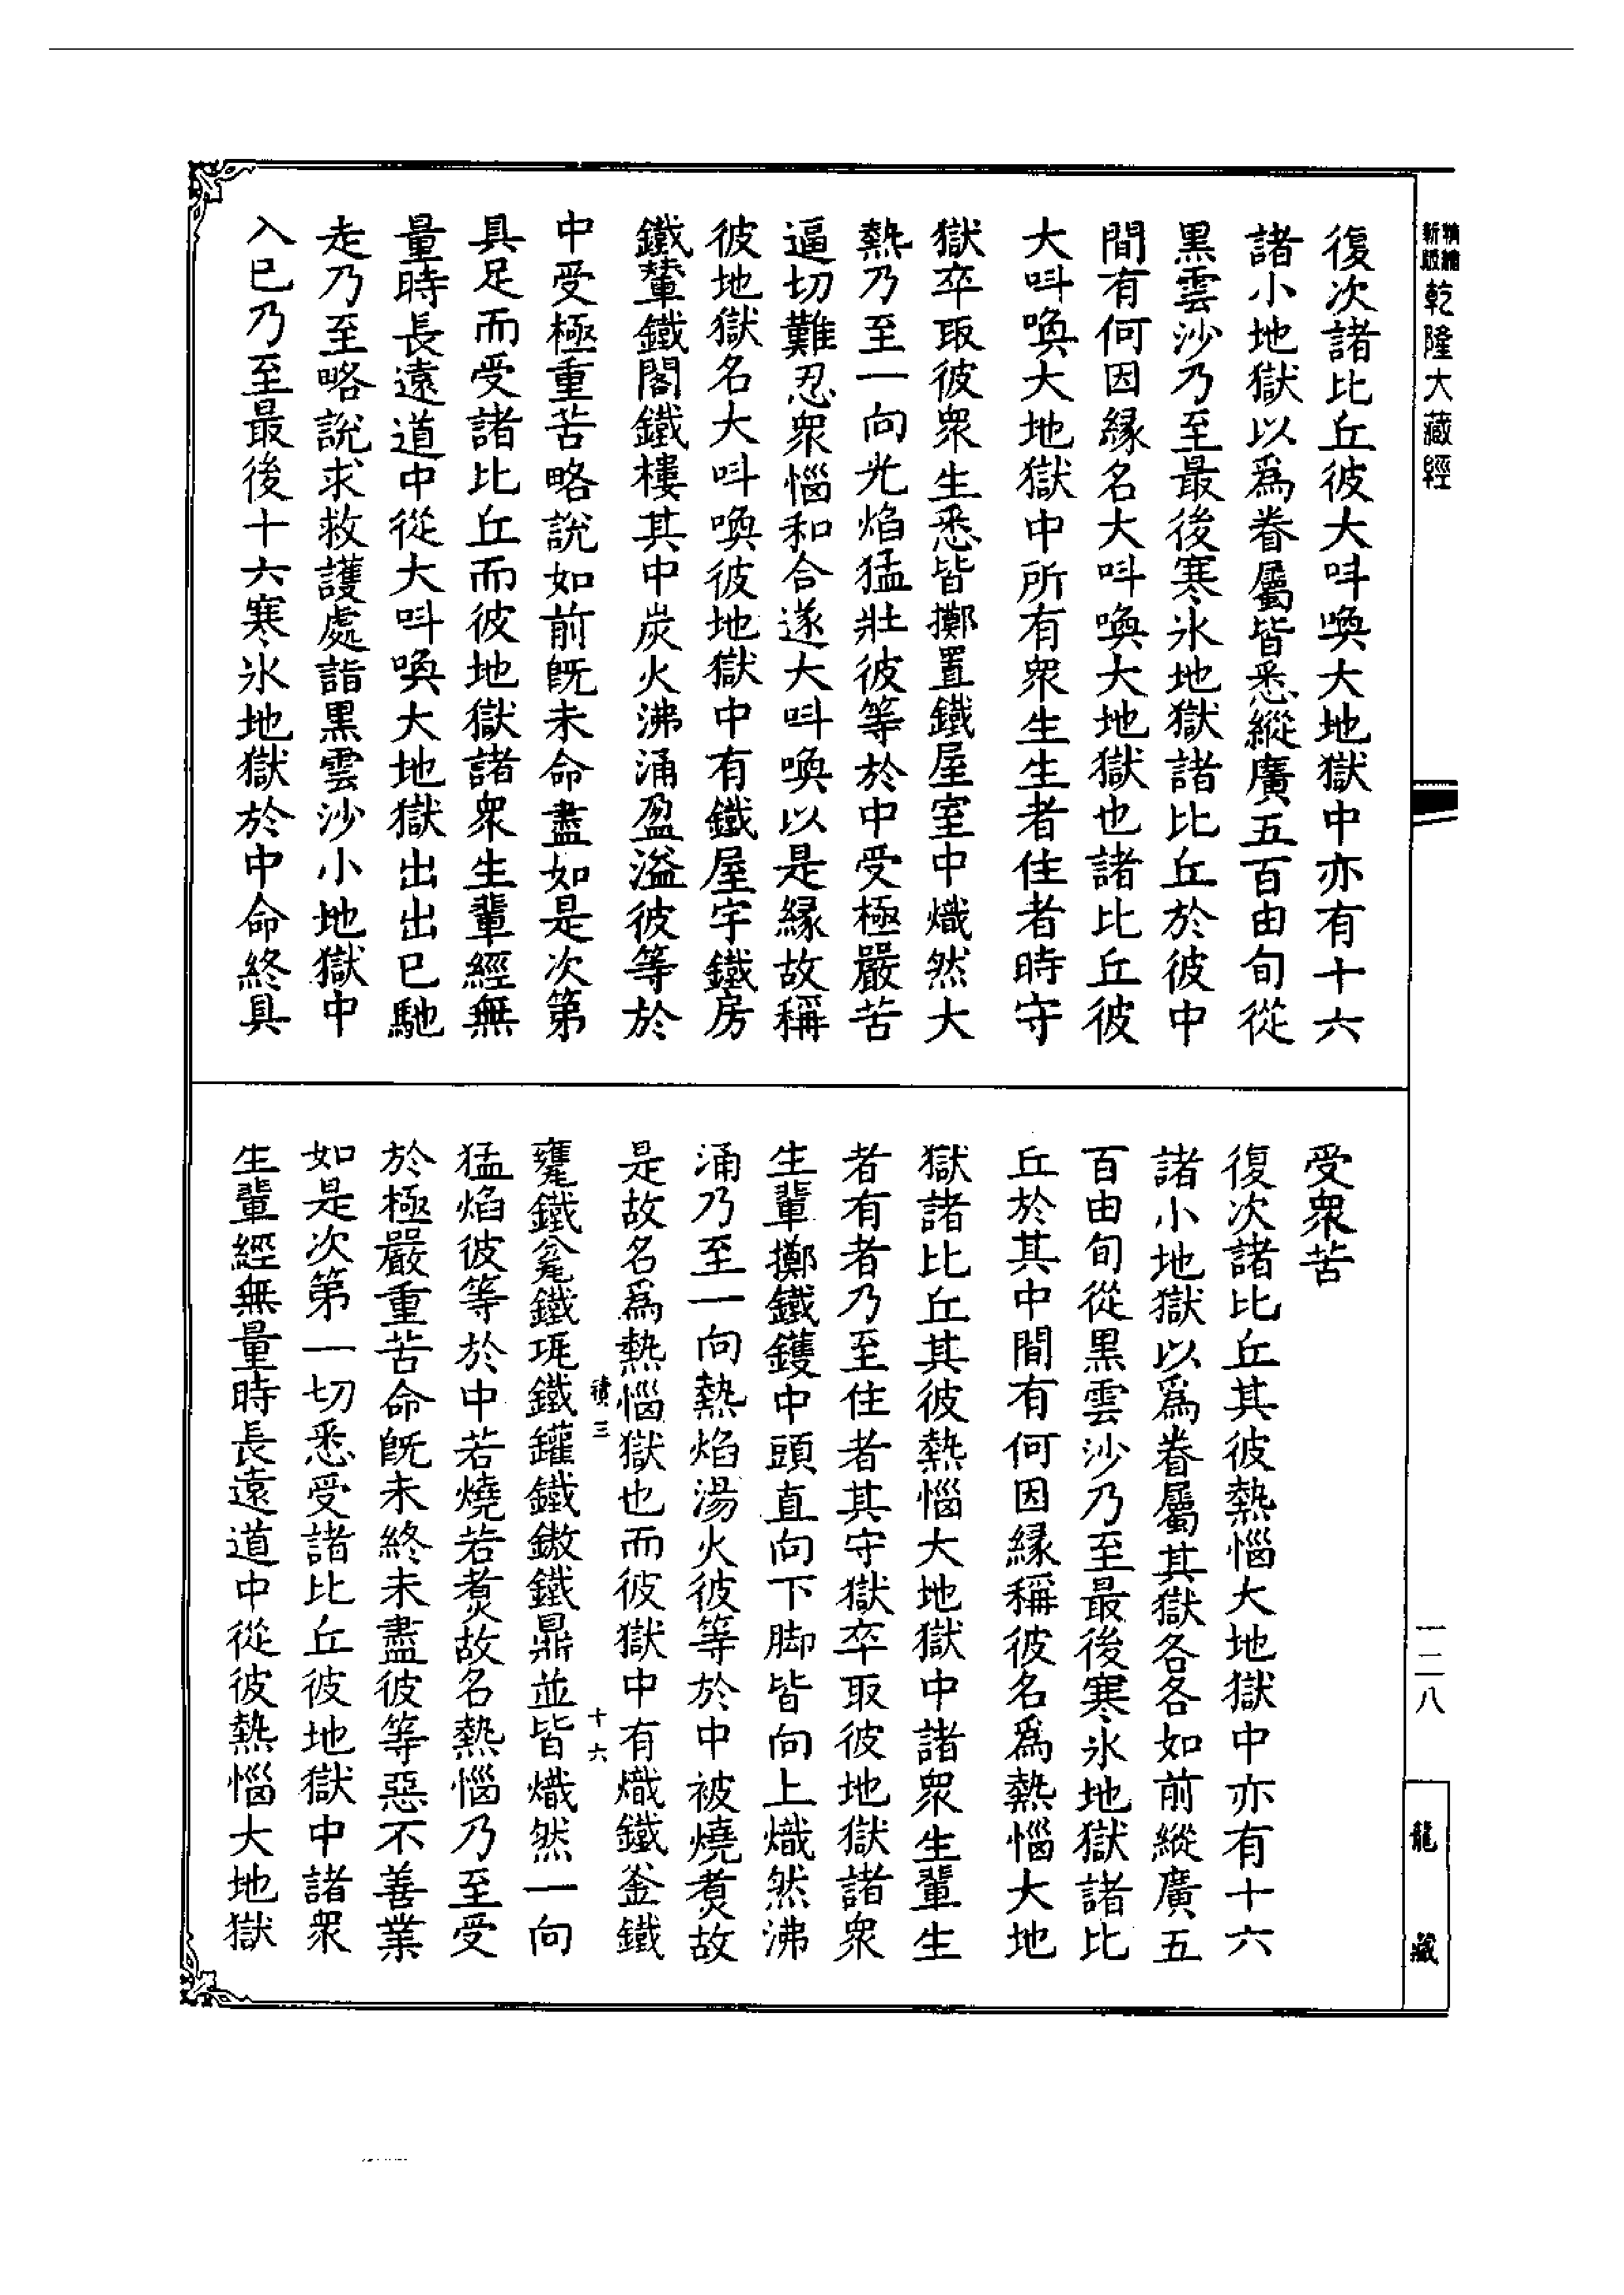 精繪
新版
乾隆大藏經
復次諸比丘彼大呌喚大地獄中亦有十六
諸小地獄以爲眷屬皆悉縱廣五百由旬從
黑雲沙乃至最後寒氷地獄諸比丘於彼中
間有何因緣名大呌喚大地獄也諸比丘彼
大呌喚大地獄中所有衆生生者住者時守
獄卒取彼衆生悉皆擲置鐵屋室中熾然大
熱乃至一向光焰猛壯彼等於中受極嚴苦
逼切難忍衆惱和合遂大呌喚以是緣故稱
彼地獄名大呌喚彼地獄中有鐵屋宇鐵房
鐵輦鐵閣鐵樓其中炭火沸涌盈溢彼等於
中受極重苦略說如前旣未命盡如是次第
具足而受諸比丘而彼地獄諸衆生輩經無
量時長遠道中從大呌喚大地獄出出已馳
走乃至略說求救護處詣黑雲沙小地獄中
入已乃至最後十六寒氷地獄於中命終具
受衆苦
復次諸比丘其彼熱惱大地獄中亦有十六
諸小地獄以爲眷屬其獄各各如前縱廣五
百由旬從黑雲沙乃至最後寒氷地獄諸比
丘於其中間有何因緣稱彼名爲熱惱大地
獄諸比丘其彼熱惱大地獄中諸衆生輩生
者有者乃至住者其守獄卒取彼地獄諸衆
生輩擲鐵鑊中頭直向下脚皆向上熾然沸
涌乃至一向熱焰湯火彼等於中被燒煑故
是故名爲熱惱獄也而彼獄中有熾鐵釜鐵
積三
十六
甕鐵瓮鐵㼚鐵鑵鐵鏊鐵鼎並皆熾然一向
猛焰彼等於中若燒若煑故名熱惱乃至受
於極嚴重苦命旣未終未盡彼等惡不善業
如是次第一切悉受諸比丘彼地獄中諸衆
生輩經無量時長遠道中從彼熱惱大地獄
一二八
龍藏